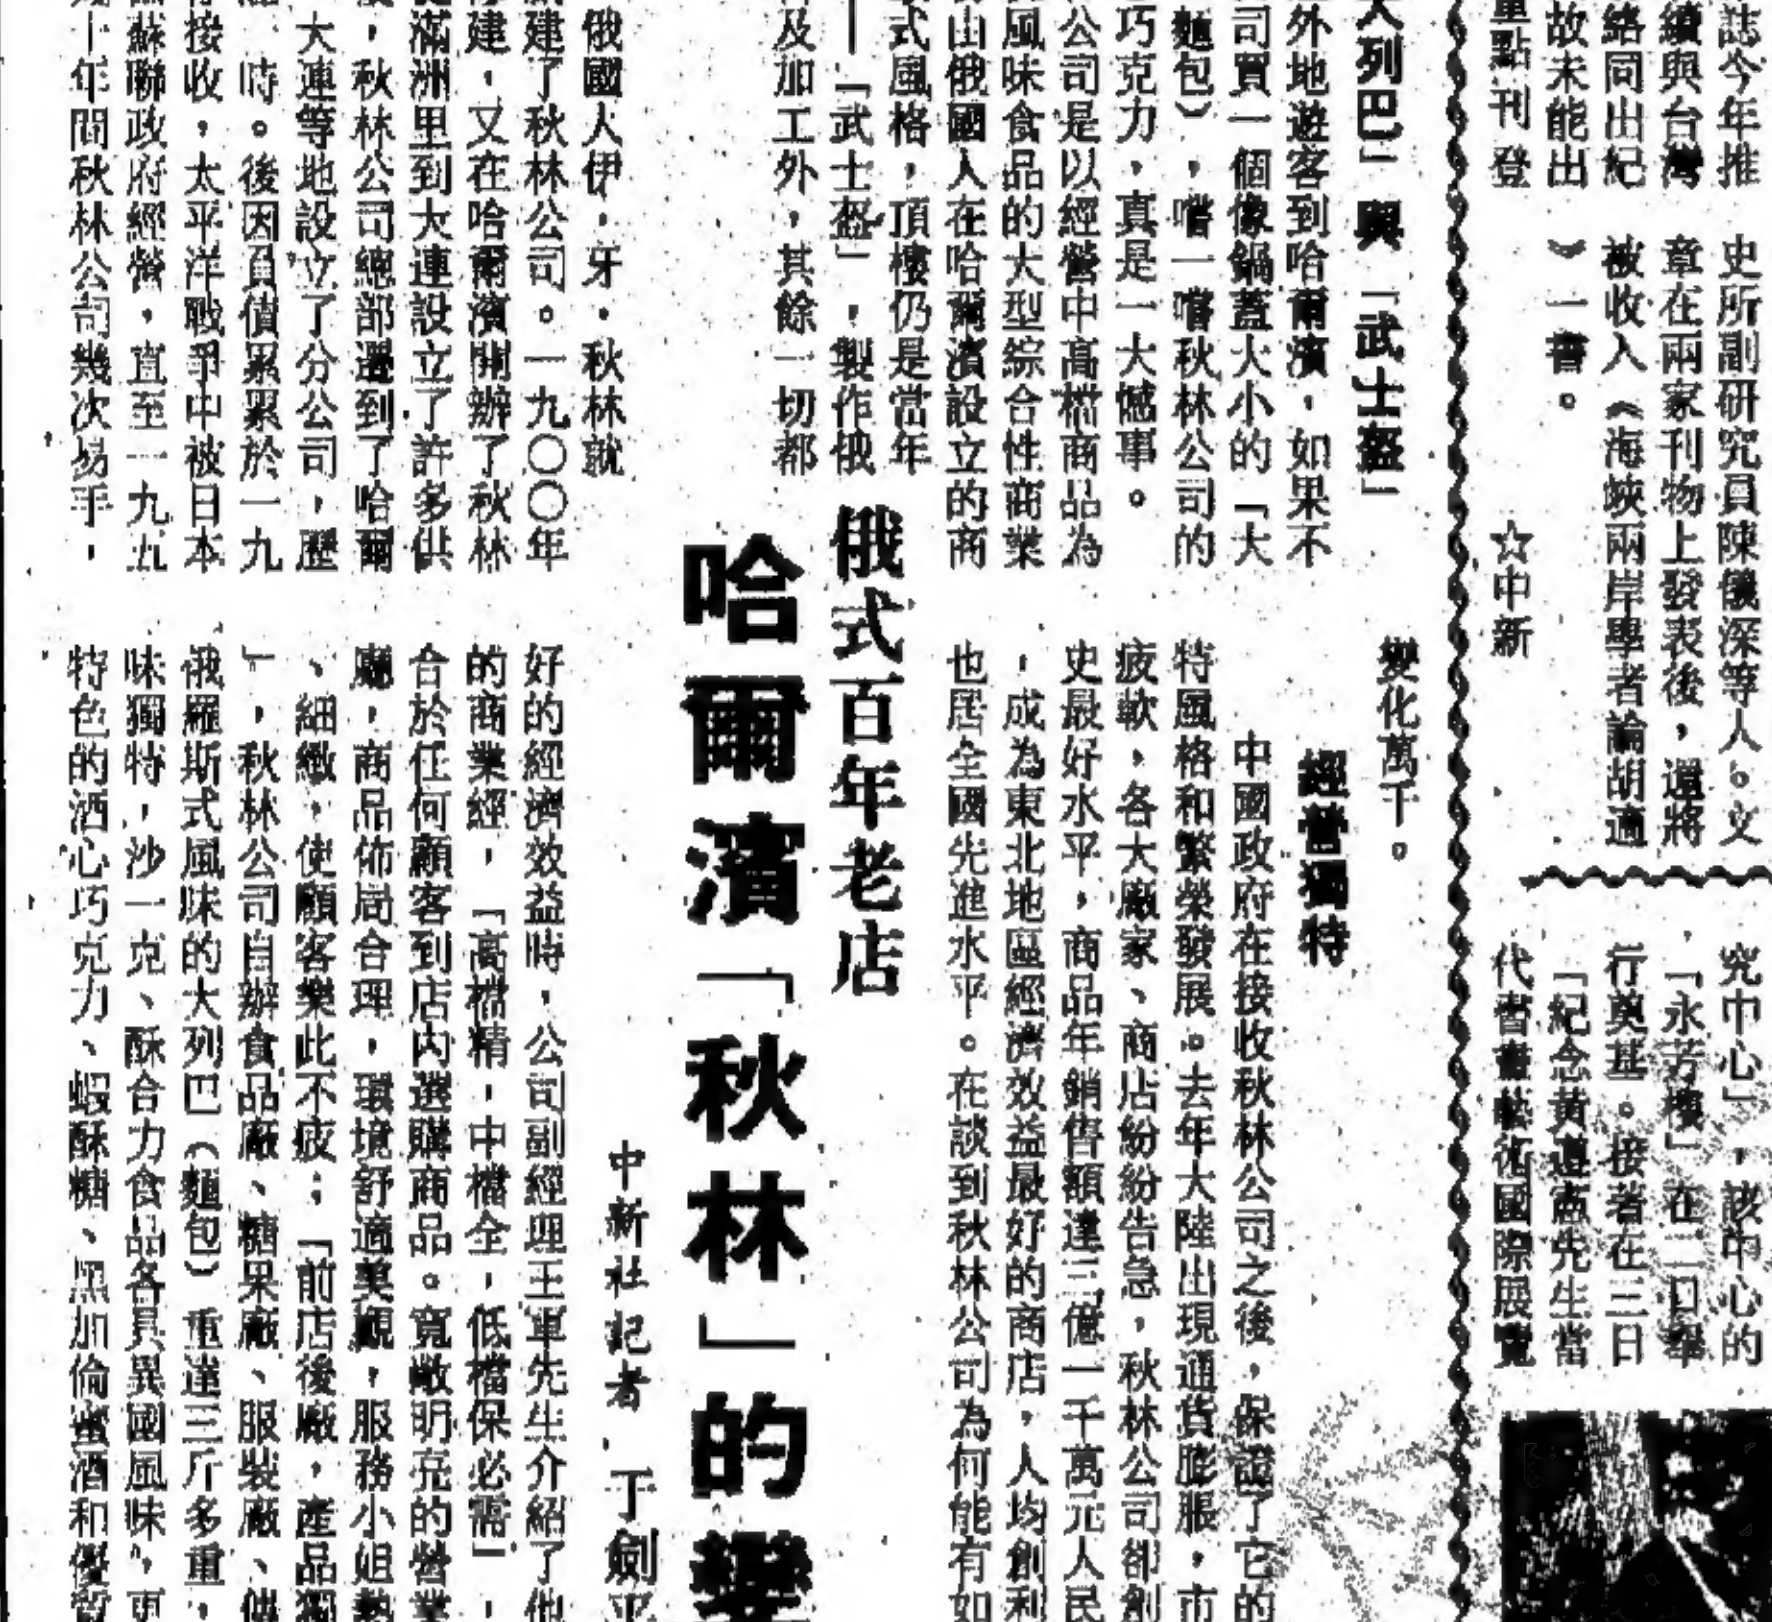 誌今年推
續與台灣
絡同出紀
故未能出
重點刊登
史所副研究員陳儀深等人。文
章在兩家刊物上發表後，還將
被收入《海峽兩岸學者論胡適
》一書。
☆中新
究中心」，該中心的
「永芳樓」在二日舉
行奠基。接著在三日
「紀念黃遵憲先生當
代書畫藝術國際展覽
大列巴」與「武士盔」
外地遊客到哈爾濱，如果不
司買一個像鍋蓋大小的「大
麵包），嚐一嚐秋林公司的
巧克力，真是一大憾事。
公司是以經營中高檔商品為
風味食品的大型綜合性商業
山俄國人在哈爾濱設立的商
式風格，頂樓仍是當年
—「武士盔」，製作俄
及加工外，其餘一切都
變化萬千。
經營獨特
中國政府在接收秋林公司之後，保證了它的
特風格和繁榮發展。去年大陸出現通貨膨脹，市
疲軟，各大廠家、商店紛紛告急，秋林公司卻創
史最好水平，商品年銷售額達三億一千萬元人民
，成為東北地區經濟效益最好的商店，人均創利
也居全國先進水平。在談到秋林公司為何能有如
俄式百年老店
哈爾濱「秋林」的變
中新社記者 于劍平
俄國人伊．牙．秋林就
建了秋林公司。一九〇〇年
建，又在哈爾濱開辦了秋林
滿洲里到大連設立了許多供
，秋林公司總部遷到了哈爾
大連等地設立了分公司，歷
時。後因負債累累於一九
接收，太平洋戰爭中被日本
蘇聯政府經營，直至一九五
十年間秋林公司幾次易手，
好的經濟效益時，公司副經理王軍先生介紹了他
的商業經，「高檔精，中檔全，低檔保必需」，
合於任何顧客到店內選購商品。寬敞明亮的營業
廳，商品佈局合理，環境舒適美觀，服務小姐熱
、細緻，使顧客樂此不疲；「前店後廠，產品獨
」，秋林公司自辦食品廠、糖果廠、服裝廠、
俄羅斯式風味的大列巴（麵包）重達三斤多重，
味獨特，沙一克、酥合力食品各具異國風味，更
特色的酒心巧克力、蝦酥糖、黑加倫蜜酒和優質